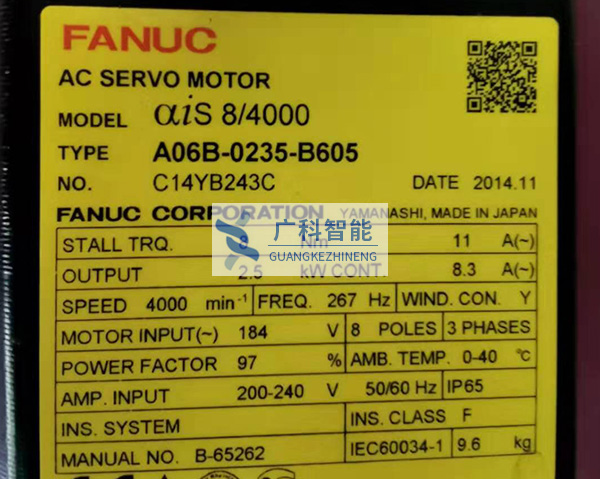 FANUC
AC SERVO MOTOR
MODEL αiS 8/4000
TYPE A06B-0235-B605
NO. C14YB243C DATE 2014.11
FANUC CORPORATION YAMANASHI, MADE IN JAPAN
广科智能
GUANGKEZHINENG
STALL TRQ. 8 Nm 11 A(~)
OUTPUT 2.5 kW CONT. 8.3 A(~)
SPEED 4000 min⁻¹ FREQ. 267 Hz WIND. CON. Y
MOTOR INPUT(~) 184 V 8 POLES 3 PHASES
POWER FACTOR 97 % AMB. TEMP. 0-40 ℃
AMP. INPUT 200-240 V 50/60 Hz IP65
INS. SYSTEM INS. CLASS F
MANUAL NO. B-65262 IEC60034-1 9.6 kg